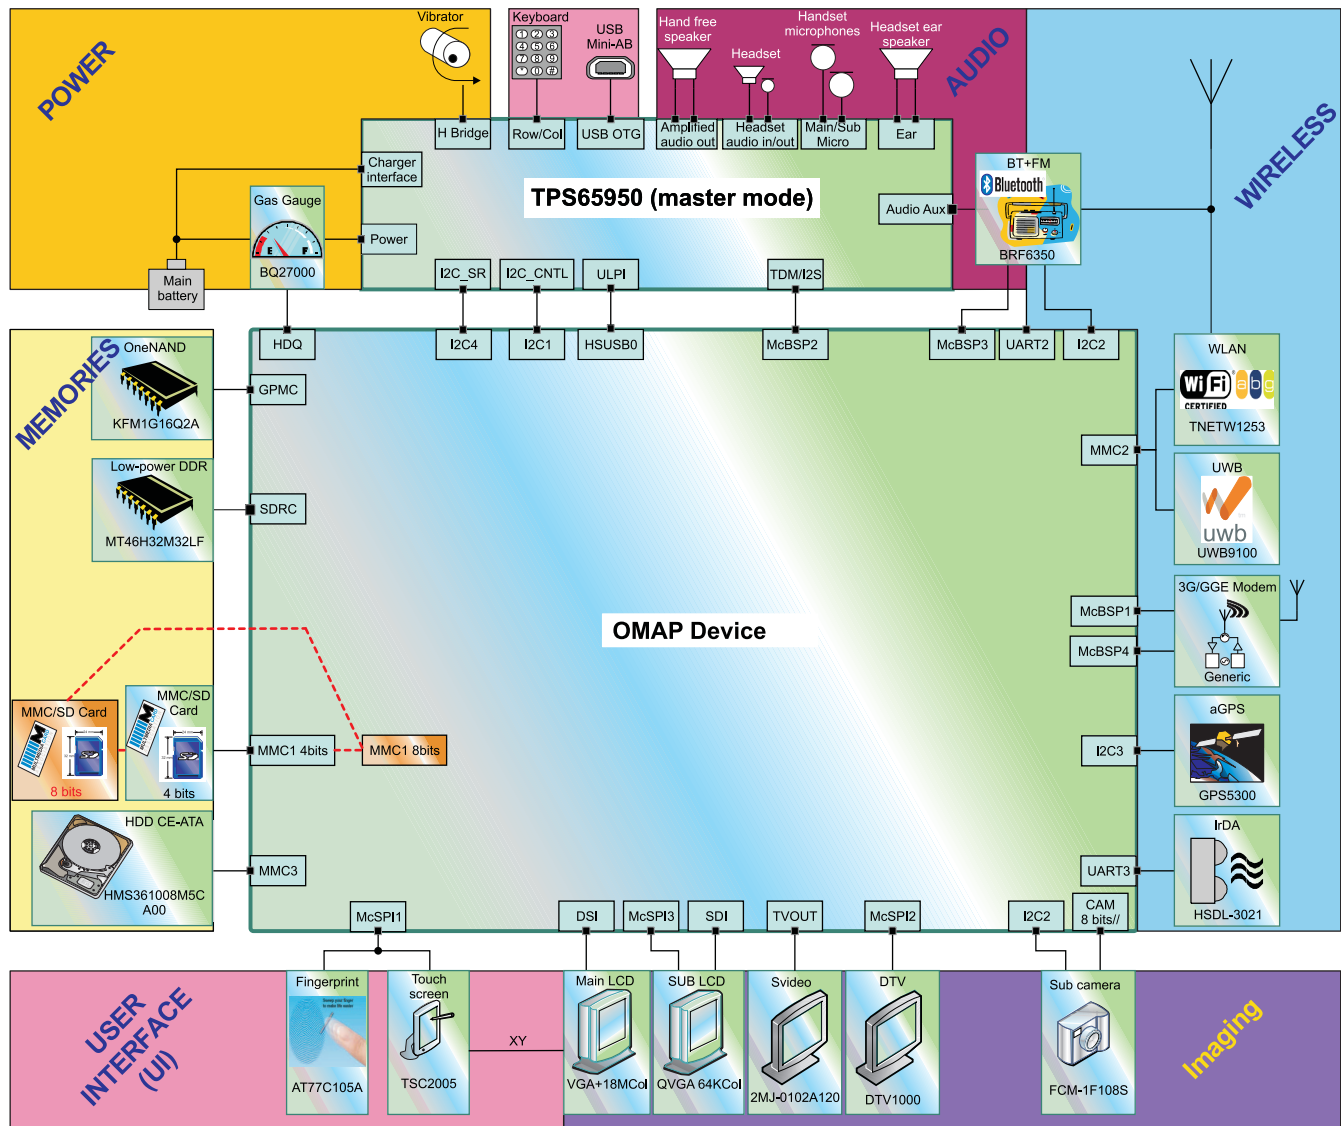 POWER
Vibrator
Keyboard
USB
Mini-AB
Hand free
speaker
Headset
Handset
microphones
Headset ear
speaker
AUDIO
WIRELESS
H Bridge
Row/Col
USB OTG
Amplified
audio out
Headset
audio in/out
Main/Sub
Micro
Ear
Charger
interface
TPS65950 (master mode)
Audio Aux
BT+FM
Bluetooth
BRF6350
Gas Gauge
E
F
BQ27000
Power
Main
battery
I2C_SR
I2C_CNTL
ULPI
TDM/I2S
HDQ
I2C4
I2C1
HSUSB0
McBSP2
McBSP3
UART2
I2C2
MEMORIES
OneNAND
KFM1G16Q2A
GPMC
Low-power DDR
MT46H32M32LF
SDRC
WLAN
Wi Fi
abg
CERTIFIED
TNETW1253
MMC2
UWB
uwb
UWB9100
OMAP Device
McBSP1
McBSP4
3G/GGE Modem
Generic
MMC/SD Card
8 bits
MMC/SD
Card
4 bits
MMC1 4bits
MMC1 8bits
I2C3
aGPS
GPS5300
HDD CE-ATA
HMS361008M5C
A00
MMC3
UART3
IrDA
HSDL-3021
McSPI1
DSI
McSPI3
SDI
TVOUT
McSPI2
I2C2
CAM
8 bits//
USER
INTERFACE
(UI)
Fingerprint
AT77C105A
Touch
screen
TSC2005
XY
Main LCD
VGA+18MCol
SUB LCD
QVGA 64KCol
Svideo
2MJ-0102A120
DTV
DTV1000
Sub camera
FCM-1F108S
Imaging